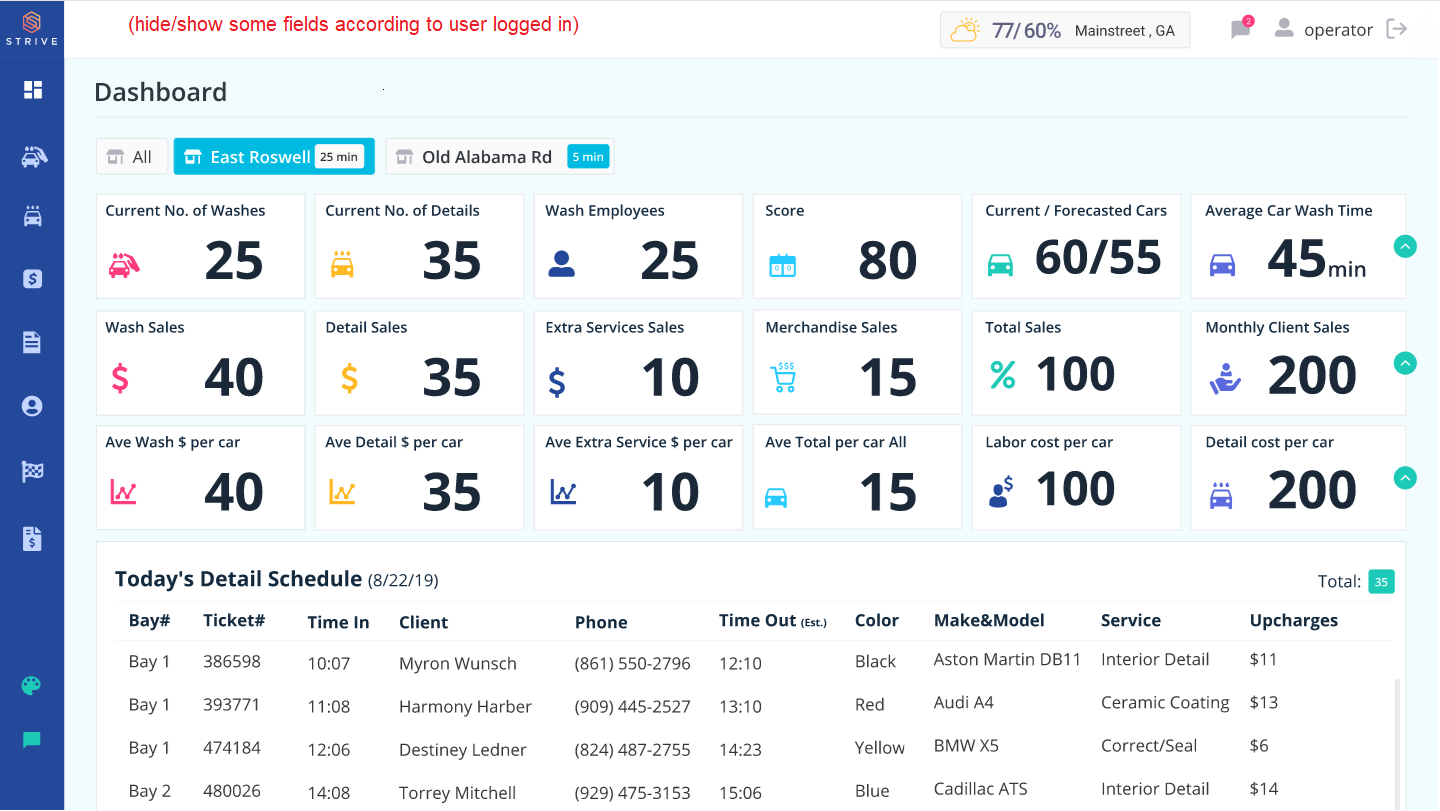 (hide/show some fields according to user logged in)
STRIVE
77/60% Mainstreet , GA
2
operator
Dashboard
All
East Roswell 25 min
Old Alabama Rd 5 min
Current No. of Washes
25
Current No. of Details
35
Wash Employees
25
Score
0 0
80
Current / Forecasted Cars
60/55
Average Car Wash Time
45min
Wash Sales
$ 40
Detail Sales
$ 35
Extra Services Sales
$ 10
Merchandise Sales
$$$
15
Total Sales
% 100
Monthly Client Sales
200
Ave Wash $ per car
40
Ave Detail $ per car
35
Ave Extra Service $ per car
10
Ave Total per car All
15
Labor cost per car
$
100
Detail cost per car
200
Today's Detail Schedule (8/22/19) Total: 35
Bay# Ticket# Time In Client Phone Time Out (Est.) Color Make&Model Service Upcharges
Bay 1 386598 10:07 Myron Wunsch (861) 550-2796 12:10 Black Aston Martin DB11 Interior Detail $11
Bay 1 393771 11:08 Harmony Harber (909) 445-2527 13:10 Red Audi A4 Ceramic Coating $13
Bay 1 474184 12:06 Destiney Ledner (824) 487-2755 14:23 Yellow BMW X5 Correct/Seal $6
Bay 2 480026 14:08 Torrey Mitchell (929) 475-3153 15:06 Blue Cadillac ATS Interior Detail $14